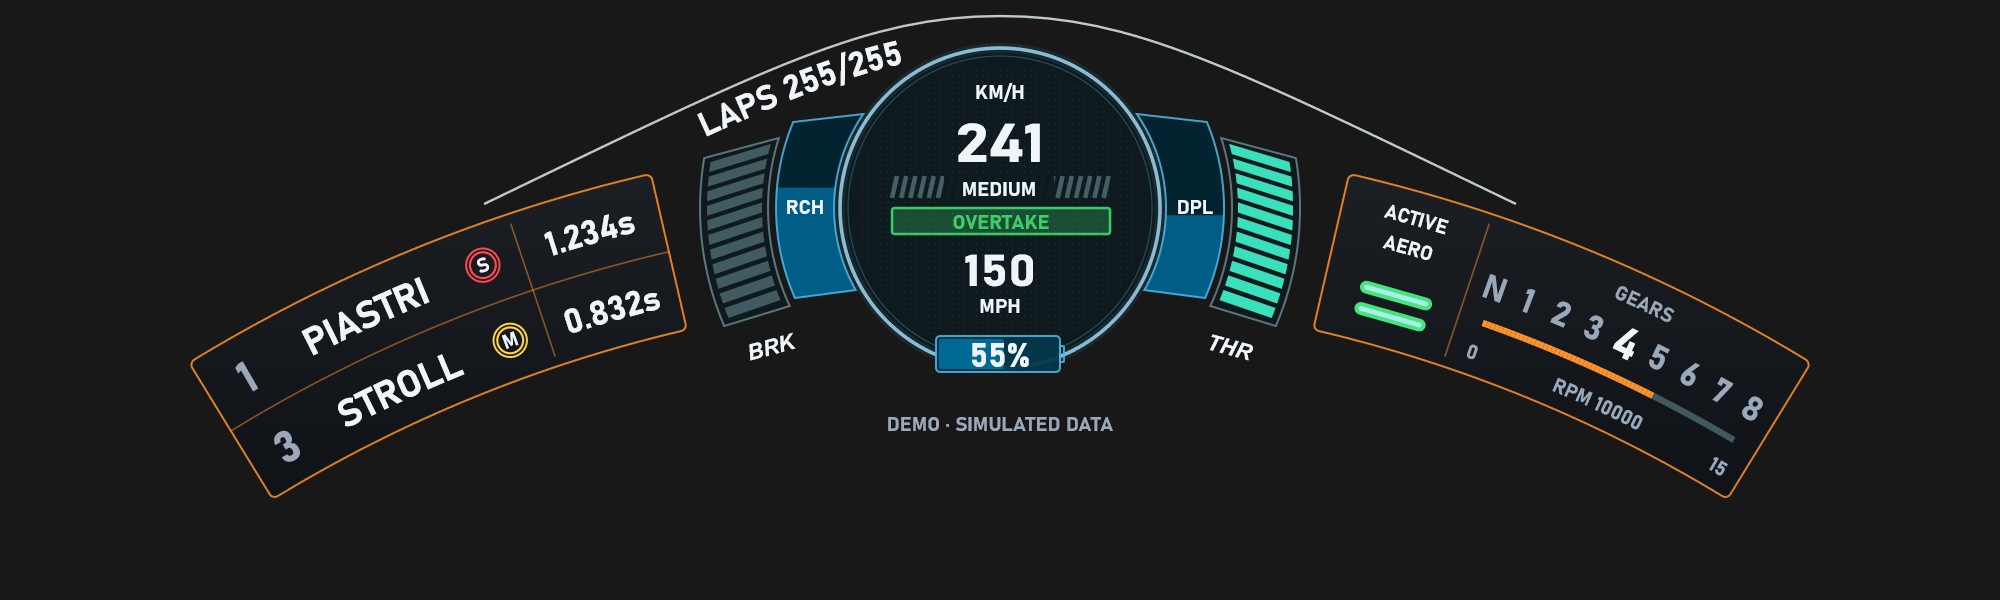 LAPS 255/255
1 PIASTRI S 1.234s
3 STROLL M 0.832s
BRK
RCH
KM/H
241
MEDIUM
OVERTAKE
150
MPH
55%
DPL
THR
ACTIVE
AERO
GEARS
N 1 2 3 4 5 6 7 8
0 15
RPM 10000
DEMO · SIMULATED DATA